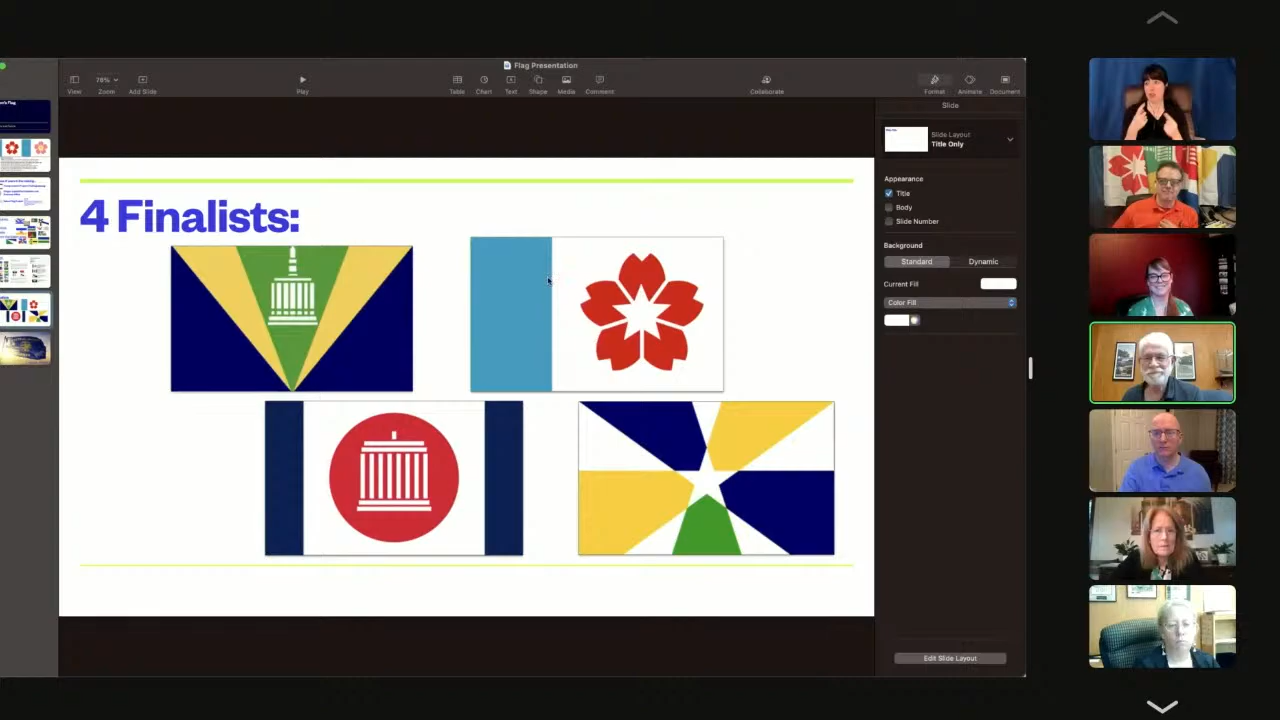 Flag Presentation
78%
View
Zoom
Add Slide
Play
Table
Chart
Text
Shape
Media
Comment
Collaborate
Format
Animate
Document
Slide
Slide Layout
Title Only
Appearance
Title
Body
Slide Number
Background
Standard
Dynamic
Current Fill
Color Fill
Edit Slide Layout
4 Finalists: